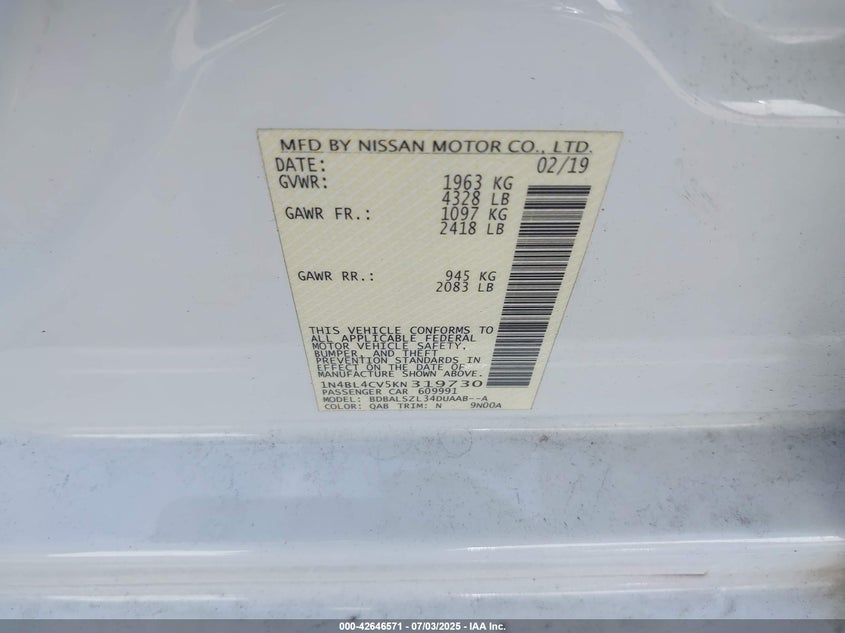 MFD BY NISSAN MOTOR CO., LTD.
DATE: 02/19
GVWR: 1963 KG
4328 LB
GAWR FR.: 1097 KG
2418 LB
GAWR RR.: 945 KG
2083 LB
THIS VEHICLE CONFORMS TO
ALL APPLICABLE FEDERAL
MOTOR VEHICLE SAFETY,
BUMPER, AND THEFT
PREVENTION STANDARDS IN
EFFECT ON THE DATE OF
MANUFACTURE SHOWN ABOVE.
1N4BL4CV5KN319730
PASSENGER CAR 609991
MODEL: BDBALSZL34DUAAB--A
COLOR: QAB TRIM: N 9N00A
000-42646571 - 07/03/2025 - IAA Inc.